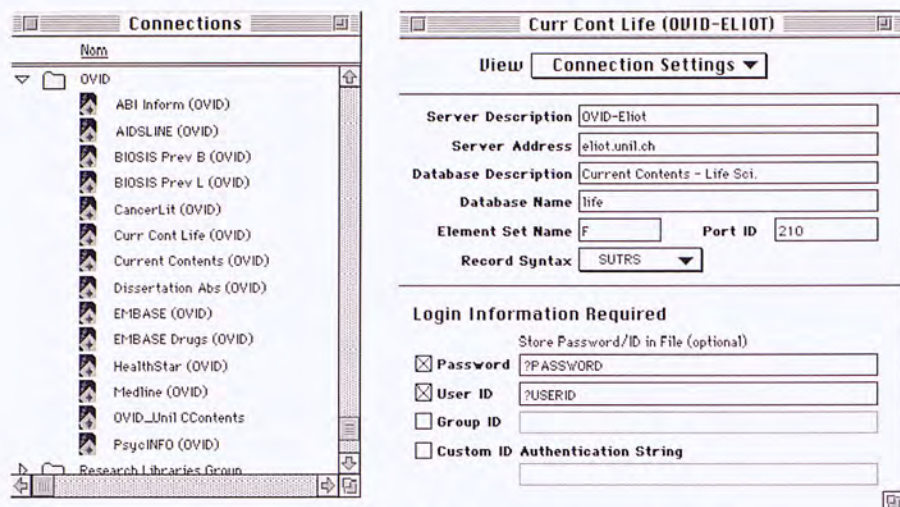 Connections
Nom
OVID
ABI Inform (OVID)
AIDSLINE (OVID)
BIOSIS Prev B (OVID)
BIOSIS Prev L (OVID)
CancerLit (OVID)
Curr Cont Life (OVID)
Current Contents (OVID)
Dissertation Abs (OVID)
EMBASE (OVID)
EMBASE Drugs (OVID)
HealthStar (OVID)
Medline (OVID)
OVID_Unil CContents
PsycINFO (OVID)
Research Libraries Group
Curr Cont Life (OVID-ELIOT)
View Connection Settings
Server Description OVID-Eliot
Server Address eliot.unil.ch
Database Description Current Contents - Life Sci.
Database Name life
Element Set Name F Port ID 210
Record Syntax SUTRS
Login Information Required
Store Password/ID in File (optional)
Password ?PASSWORD
User ID ?USERID
Group ID
Custom ID Authentication String